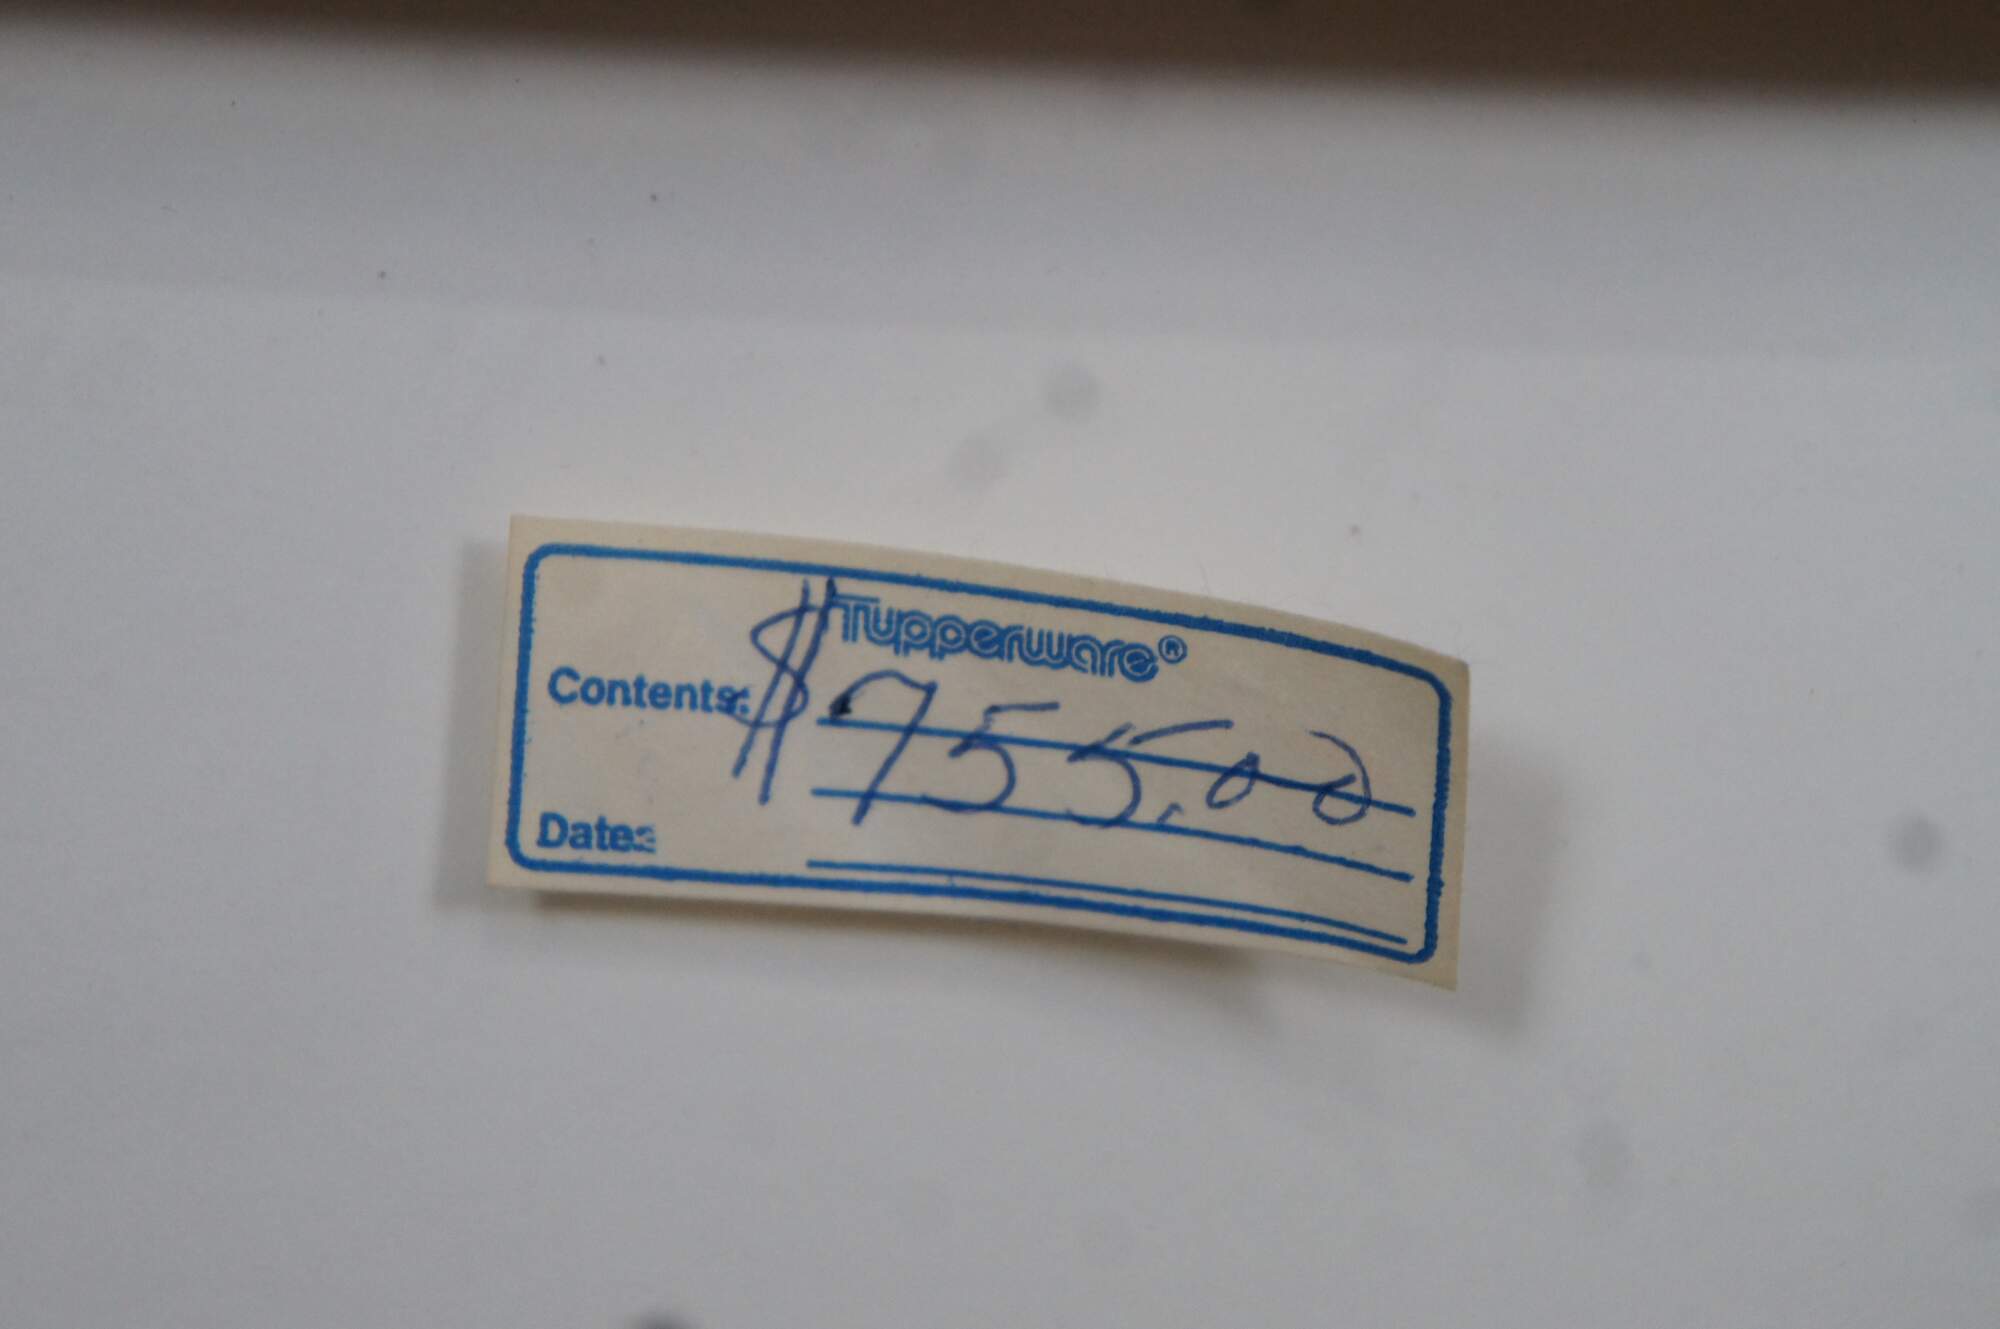 Tupperware®
Contents: $755.00
Date: